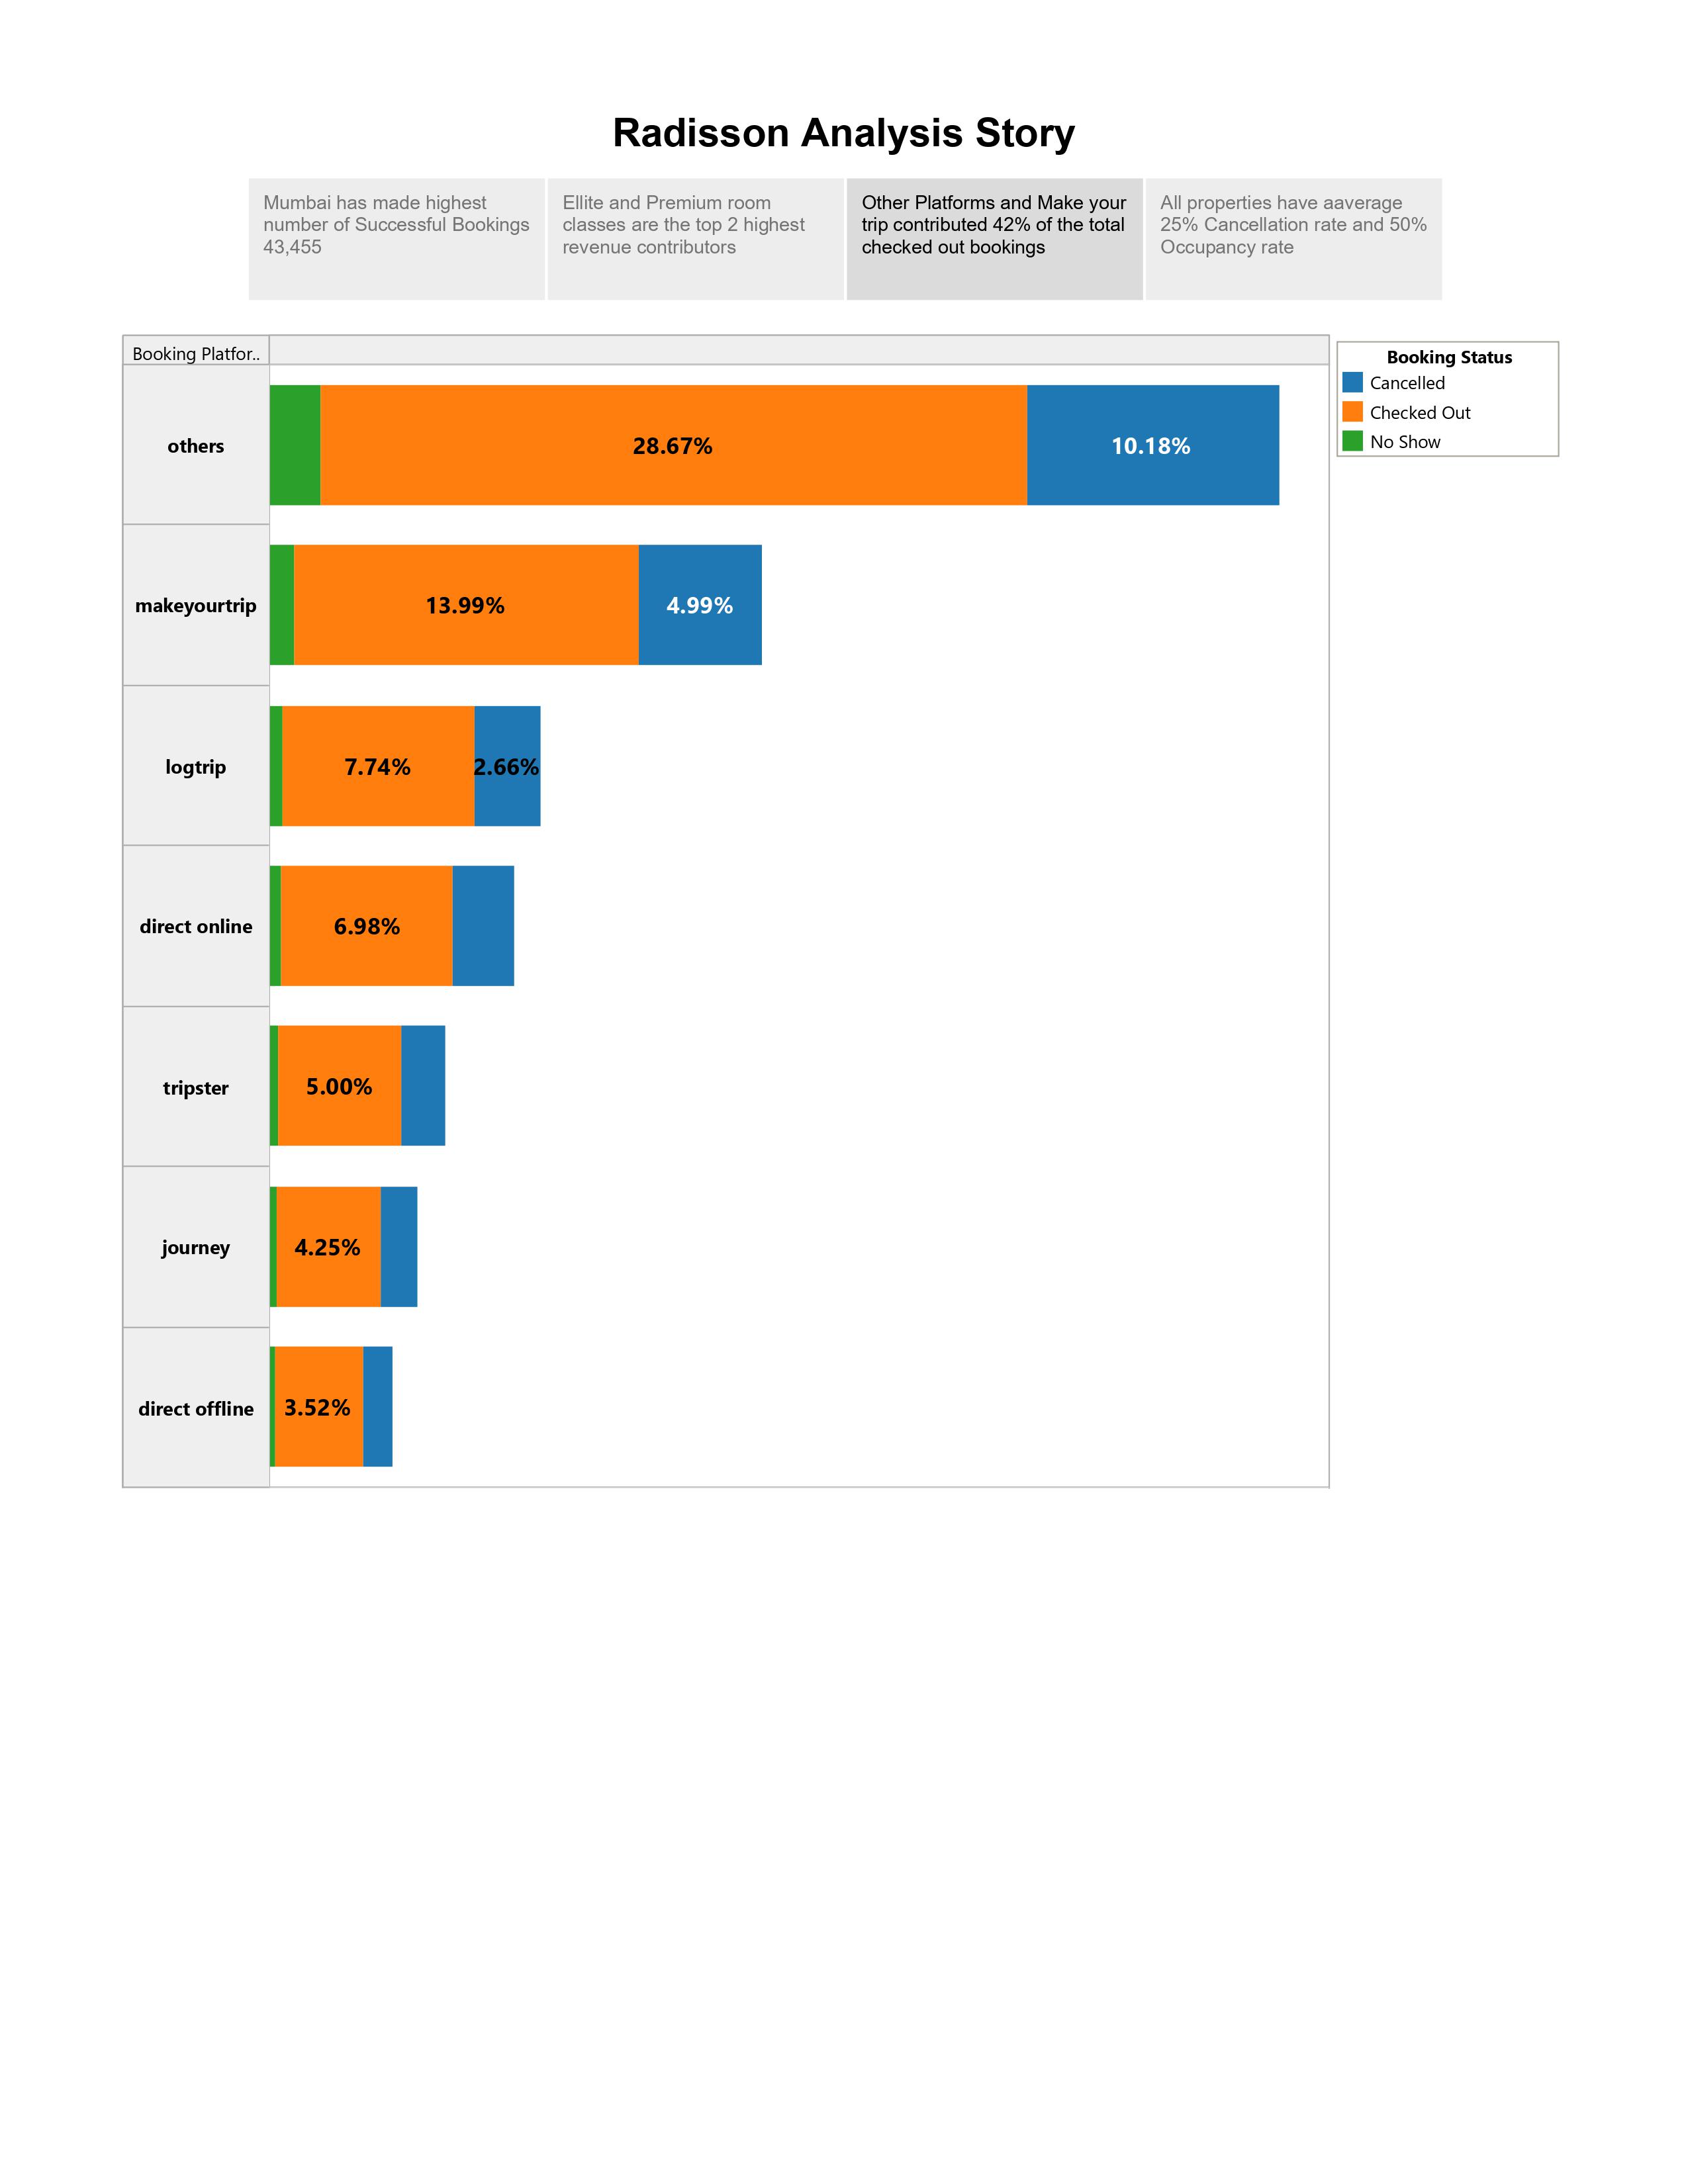 Radisson Analysis Story
Mumbai has made highest
number of Successful Bookings
43,455
Ellite and Premium room
classes are the top 2 highest
revenue contributors
Other Platforms and Make your
trip contributed 42% of the total
checked out bookings
All properties have aaverage
25% Cancellation rate and 50%
Occupancy rate
Booking Platfor..
Booking Status
Cancelled
Checked Out
No Show
others
28.67%
10.18%
makeyourtrip
13.99%
4.99%
logtrip
7.74%
2.66%
direct online
6.98%
tripster
5.00%
journey
4.25%
direct offline
3.52%